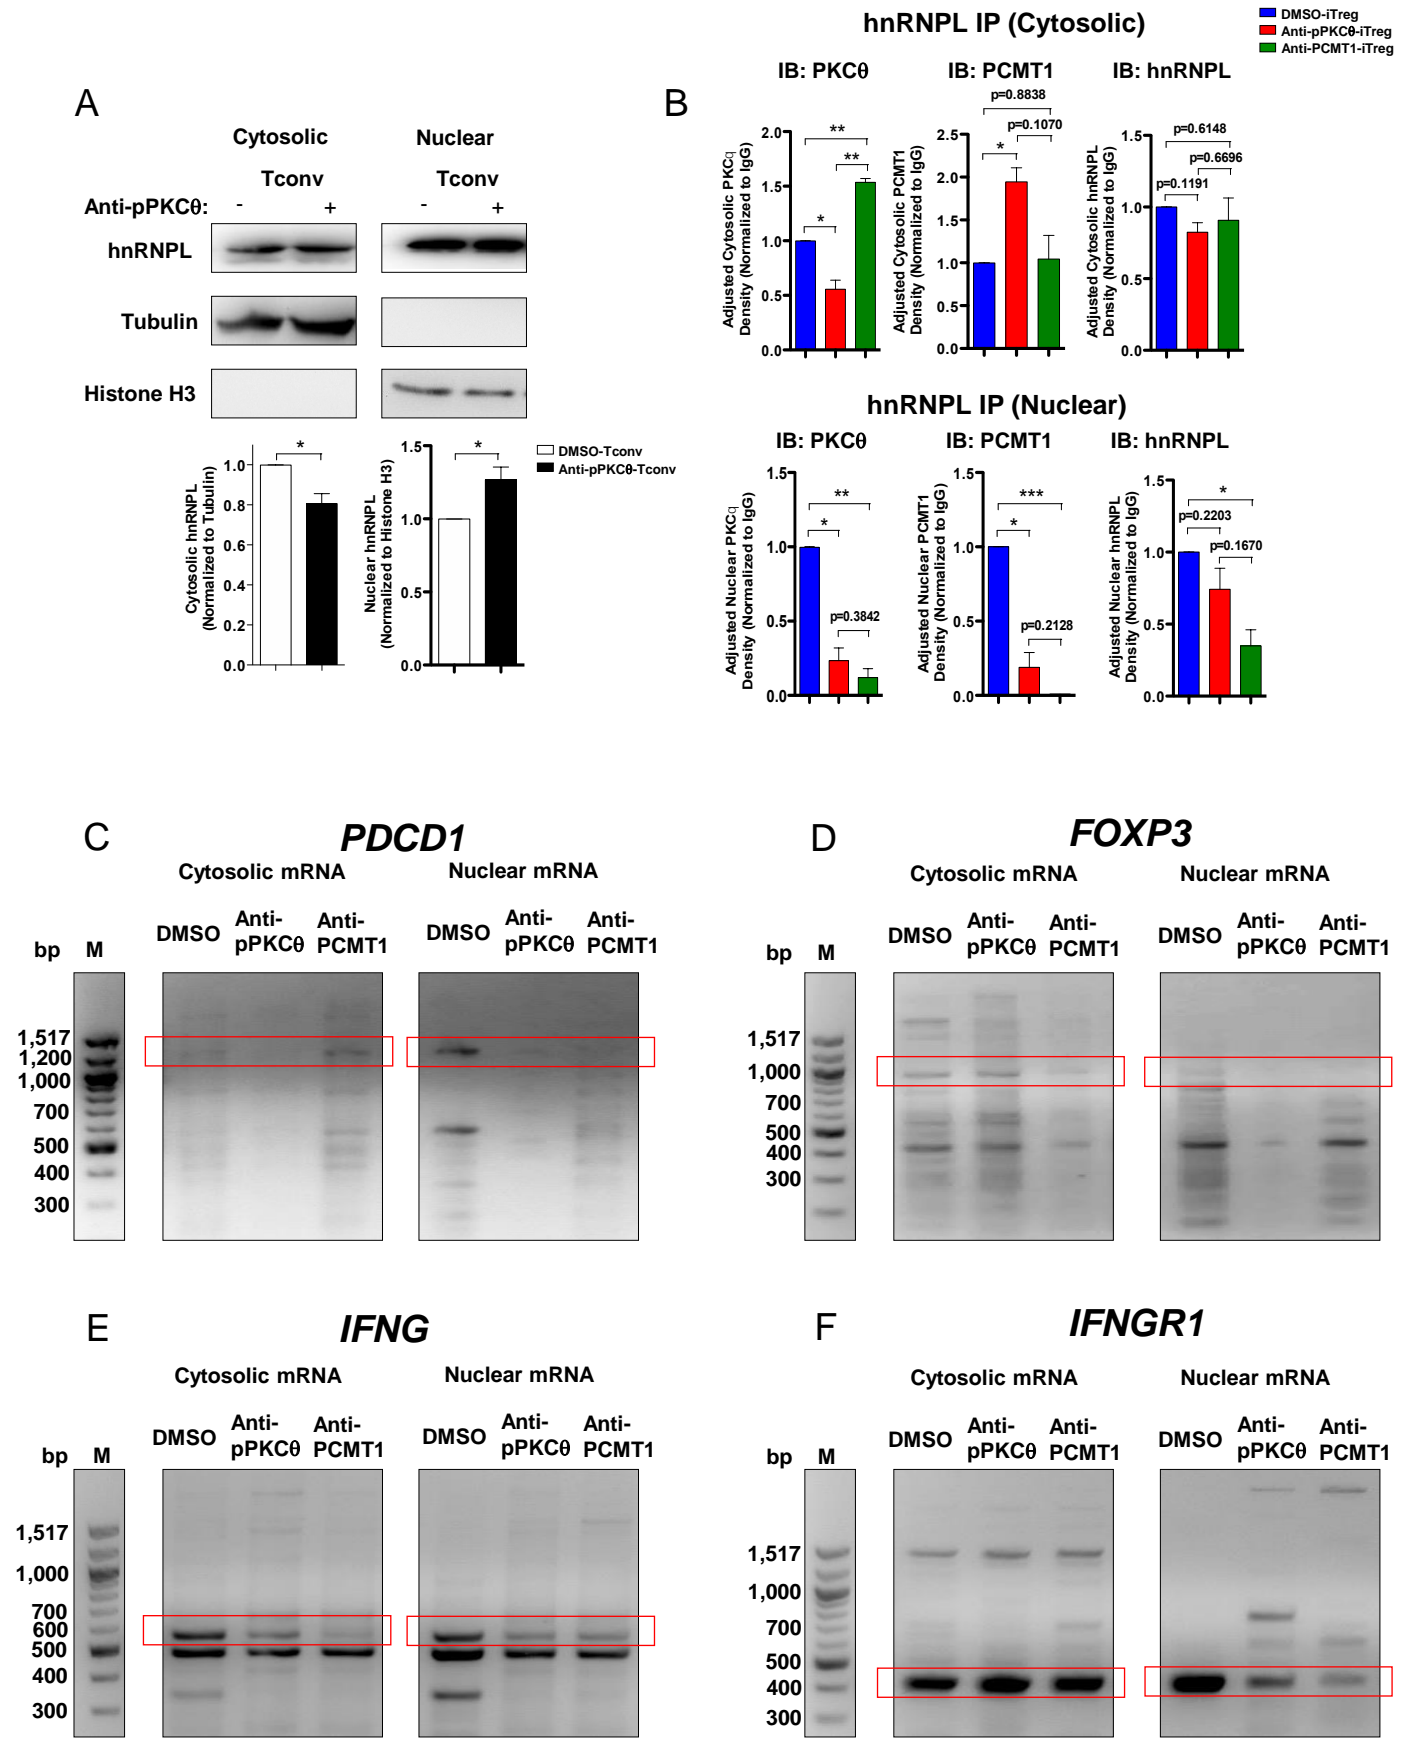 A
Cytosolic
Nuclear
Tconv
Tconv
Anti-pPKCθ:
-
+
-
+
hnRNPL
Tubulin
Histone H3
Cytosolic hnRNPL
(Normalized to Tubulin)
1.0
0.8
0.6
0.4
0.2
0.0
*
Nuclear hnRNPL
(Normalized to Histone H3)
1.5
1.0
0.5
0.0
*
DMSO-Tconv
Anti-pPKCθ-Tconv
B
hnRNPL IP (Cytosolic)
DMSO-iTreg
Anti-pPKCθ-iTreg
Anti-PCMT1-iTreg
IB: PKCθ
Adjusted Cytosolic PKCq
Density (Normalized to IgG)
2.0
1.5
1.0
0.5
0.0
**
**
*
IB: PCMT1
Adjusted Cytosolic PCMT1
Density (Normalized to IgG)
2.5
2.0
1.5
1.0
0.5
0.0
p=0.8838
p=0.1070
*
IB: hnRNPL
Adjusted Cytosolic hnRNPL
Density (Normalized to IgG)
1.5
1.0
0.5
0.0
p=0.6148
p=0.6696
p=0.1191
hnRNPL IP (Nuclear)
IB: PKCθ
Adjusted Nuclear PKCq
Density (Normalized to IgG)
1.5
1.0
0.5
0.0
**
*
p=0.3842
IB: PCMT1
Adjusted Nuclear PCMT1
Density (Normalized to IgG)
1.5
1.0
0.5
0.0
***
*
p=0.2128
IB: hnRNPL
Adjusted Nuclear hnRNPL
Density (Normalized to IgG)
1.5
1.0
0.5
0.0
*
p=0.2203
p=0.1670
C
PDCD1
Cytosolic mRNA
Nuclear mRNA
bp
M
DMSO
Anti-
pPKCθ
Anti-
PCMT1
DMSO
Anti-
pPKCθ
Anti-
PCMT1
1,517
1,200
1,000
700
500
400
300
D
FOXP3
Cytosolic mRNA
Nuclear mRNA
bp
M
DMSO
Anti-
pPKCθ
Anti-
PCMT1
DMSO
Anti-
pPKCθ
Anti-
PCMT1
1,517
1,000
700
500
400
300
E
IFNG
Cytosolic mRNA
Nuclear mRNA
bp
M
DMSO
Anti-
pPKCθ
Anti-
PCMT1
DMSO
Anti-
pPKCθ
Anti-
PCMT1
1,517
1,000
700
600
500
400
300
F
IFNGR1
Cytosolic mRNA
Nuclear mRNA
bp
M
DMSO
Anti-
pPKCθ
Anti-
PCMT1
DMSO
Anti-
pPKCθ
Anti-
PCMT1
1,517
1,000
700
500
400
300